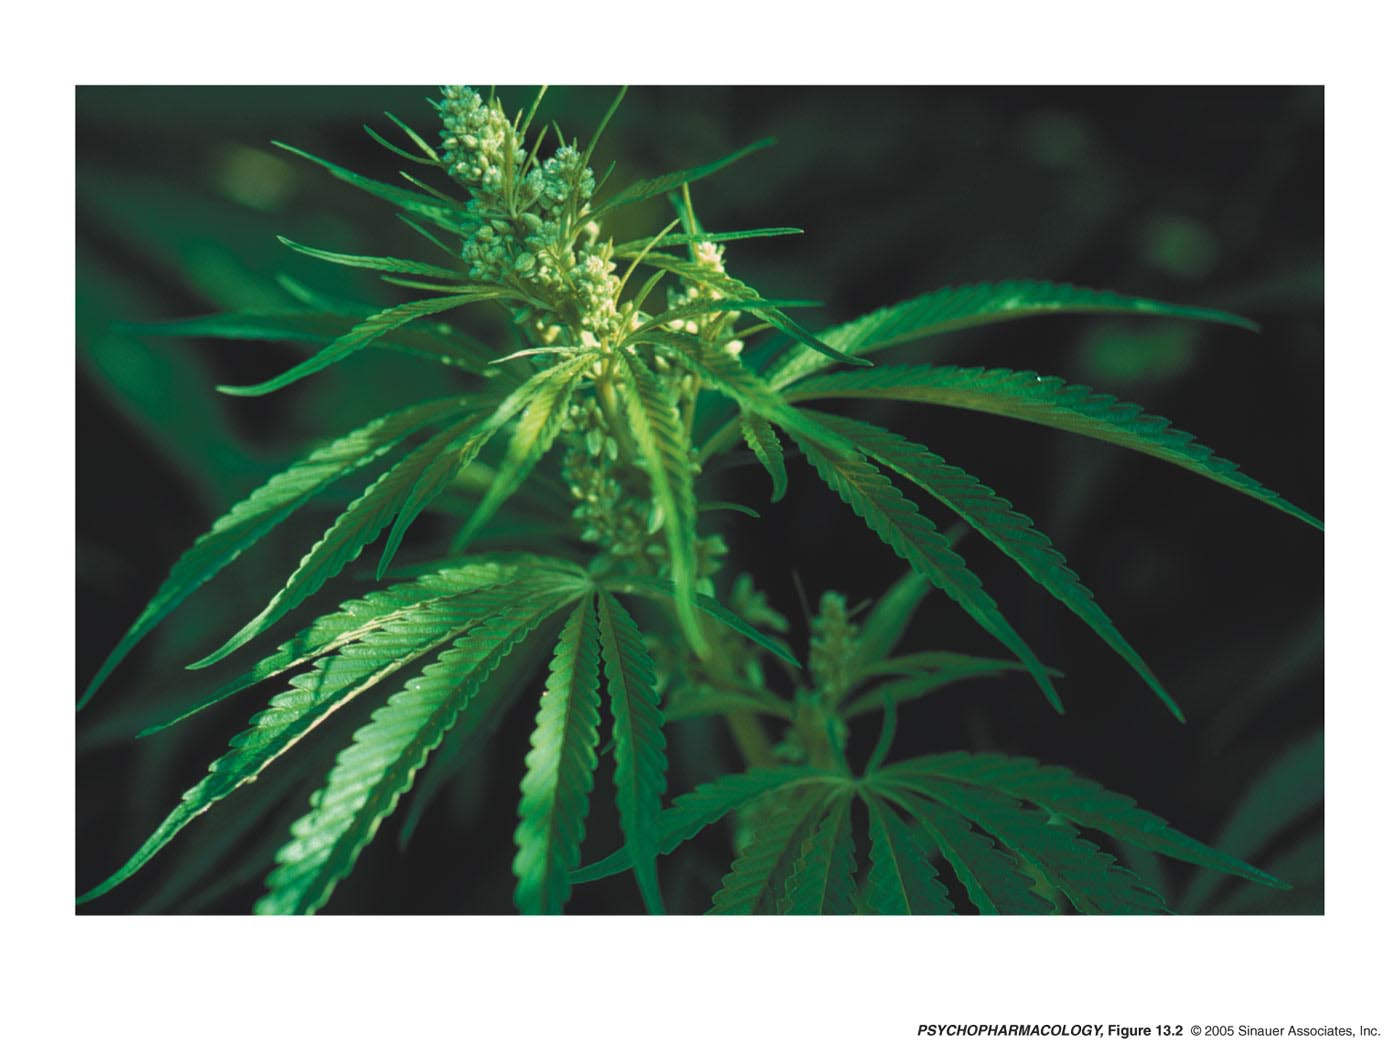 PSYCHOPHARMACOLOGY, Figure 13.2 © 2005 Sinauer Associates, Inc.